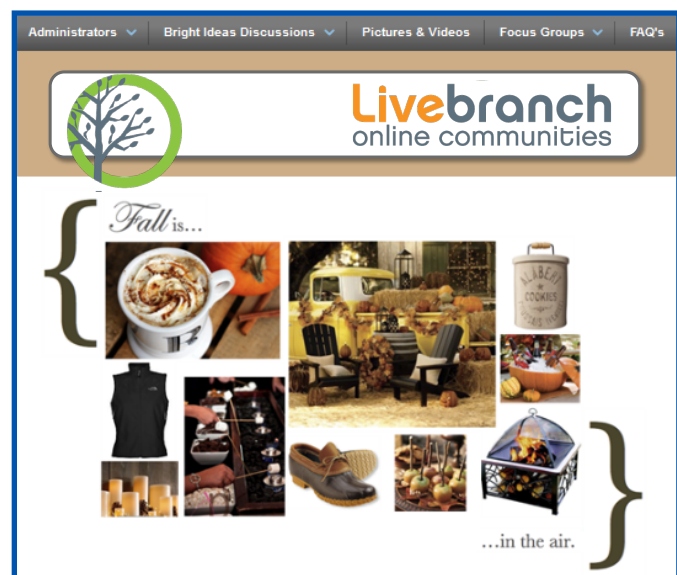 Administrators Bright Ideas Discussions Pictures & Videos Focus Groups FAQ's
Livebranch
online communities
Fall is...
COOKIES
...in the air.